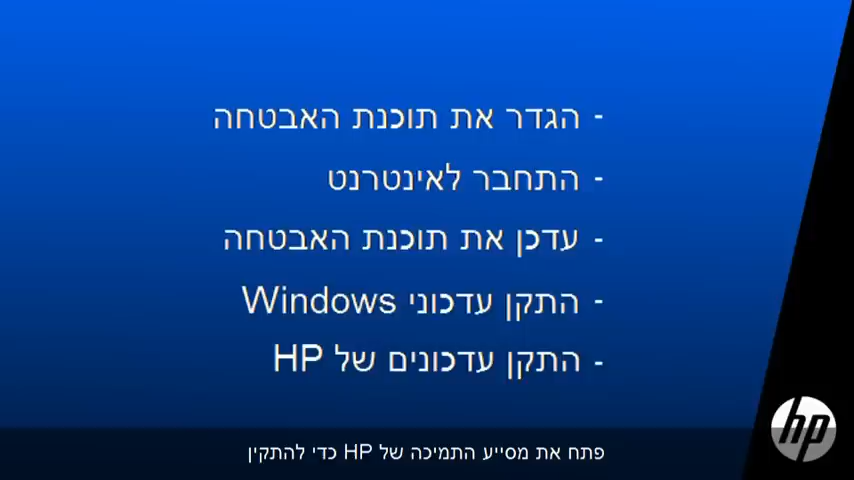 - הגדר את תוכנת האבטחה
- התחבר לאינטרנט
- עדכן את תוכנת האבטחה
- התקן עדכוני Windows
- התקן עדכונים של HP
פתח את מסייע התמיכה של HP כדי להתקין
hp